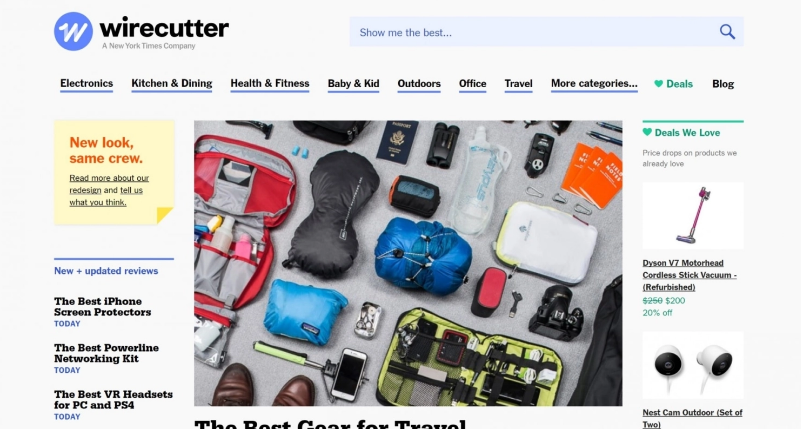 wirecutter
A New York Times Company
Show me the best...
Electronics Kitchen & Dining Health & Fitness Baby & Kid Outdoors Office Travel More categories... Deals Blog
New look,
same crew.
Read more about our
redesign and tell us
what you think.
New + updated reviews
The Best iPhone
Screen Protectors
TODAY
The Best Powerline
Networking Kit
TODAY
The Best VR Headsets
for PC and PS4
TODAY
PASSPORT
FIELD NOTES
The Best Gear for Travel
Deals We Love
Price drops on products we
already love
Dyson V7 Motorhead
Cordless Stick Vacuum -
(Refurbished)
$250 $200
20% off
Nest Cam Outdoor (Set of
Two)